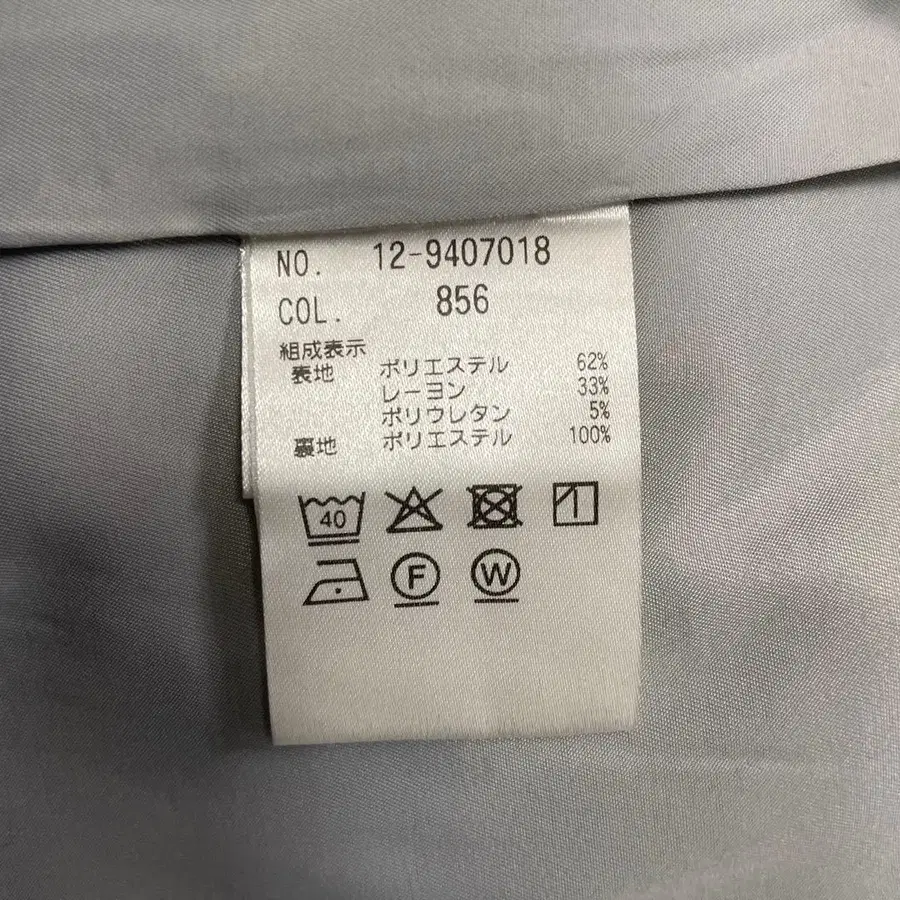 NO. 12-9407018
COL. 856
組成表示
表地 ポリエステル 62%
レーヨン 33%
ポリウレタン 5%
裏地 ポリエステル 100%
40
F W